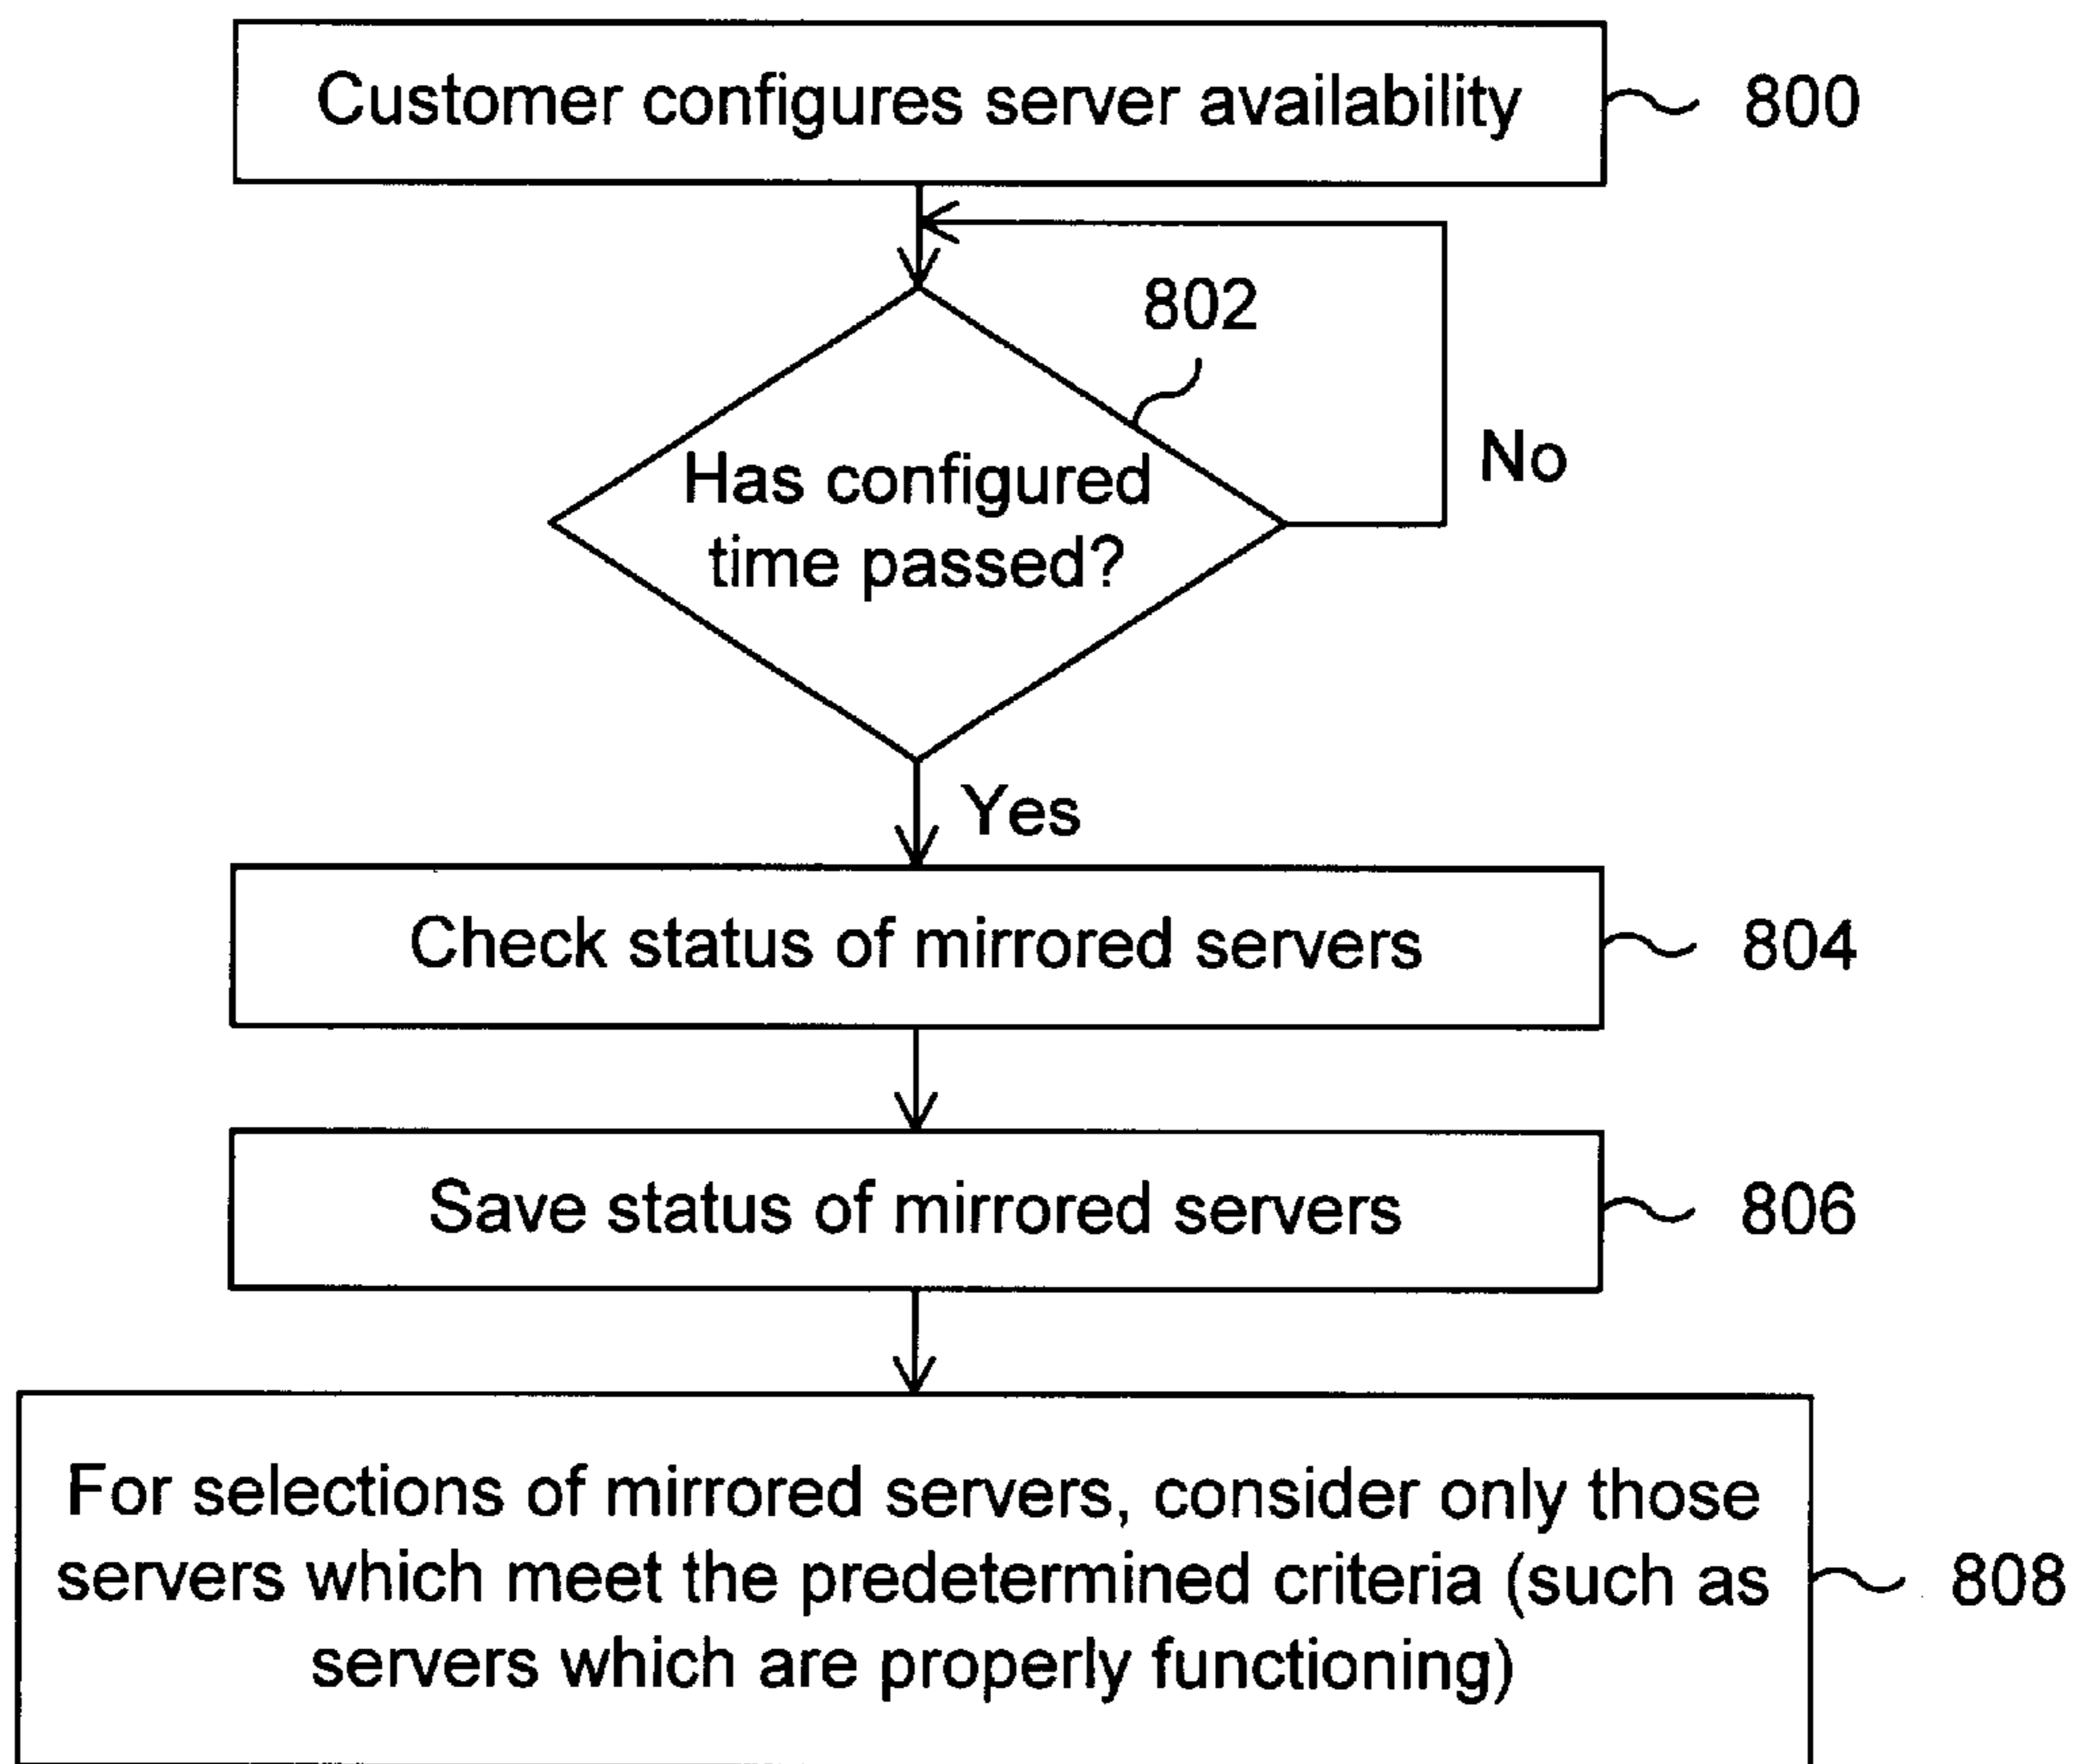 Customer configures server availability
800
802
Has configured
time passed?
No
Yes
Check status of mirrored servers
804
Save status of mirrored servers
806
For selections of mirrored servers, consider only those
servers which meet the predetermined criteria (such as
servers which are properly functioning)
808